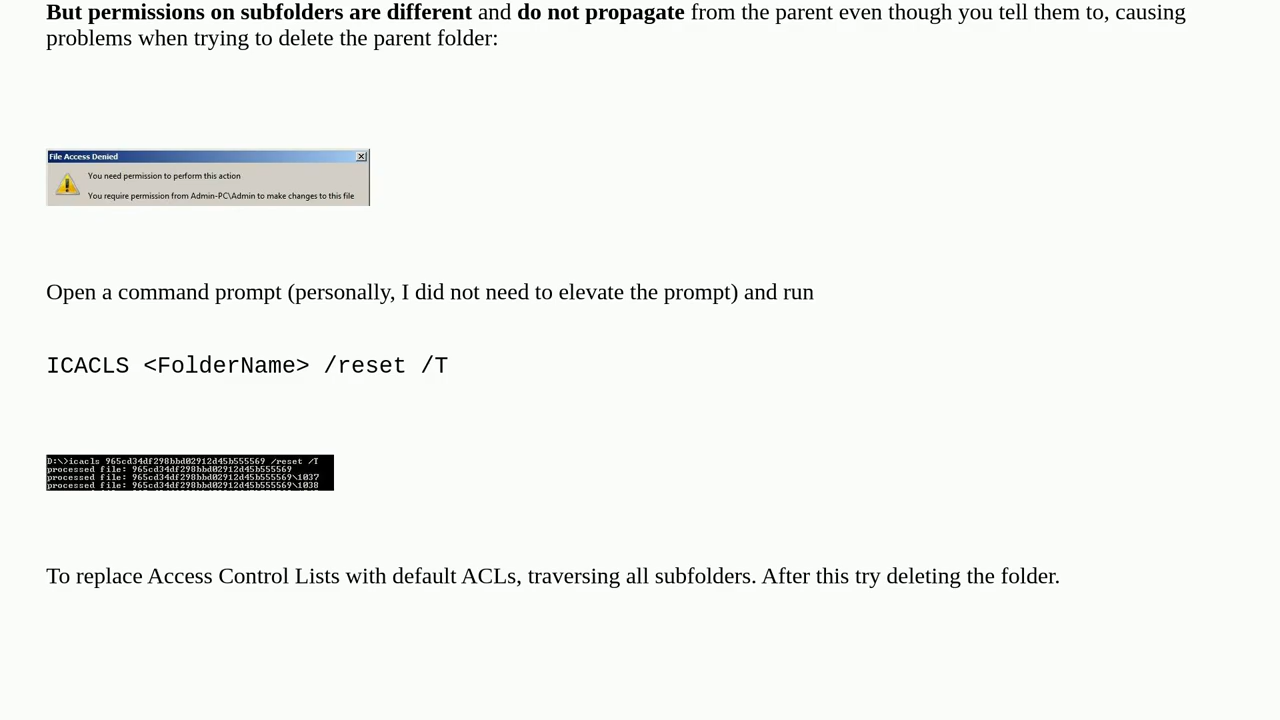 But permissions on subfolders are different and do not propagate from the parent even though you tell them to, causing
problems when trying to delete the parent folder:
File Access Denied
You need permission to perform this action
You require permission from Admin-PC\Admin to make changes to this file
Open a command prompt (personally, I did not need to elevate the prompt) and run
ICACLS <FolderName> /reset /T
D:\>icacls 965cd34df298bbd02912d45b555569 /reset /T
processed file: 965cd34df298bbd02912d45b555569
processed file: 965cd34df298bbd02912d45b555569\1037
processed file: 965cd34df298bbd02912d45b555569\1038
To replace Access Control Lists with default ACLs, traversing all subfolders. After this try deleting the folder.